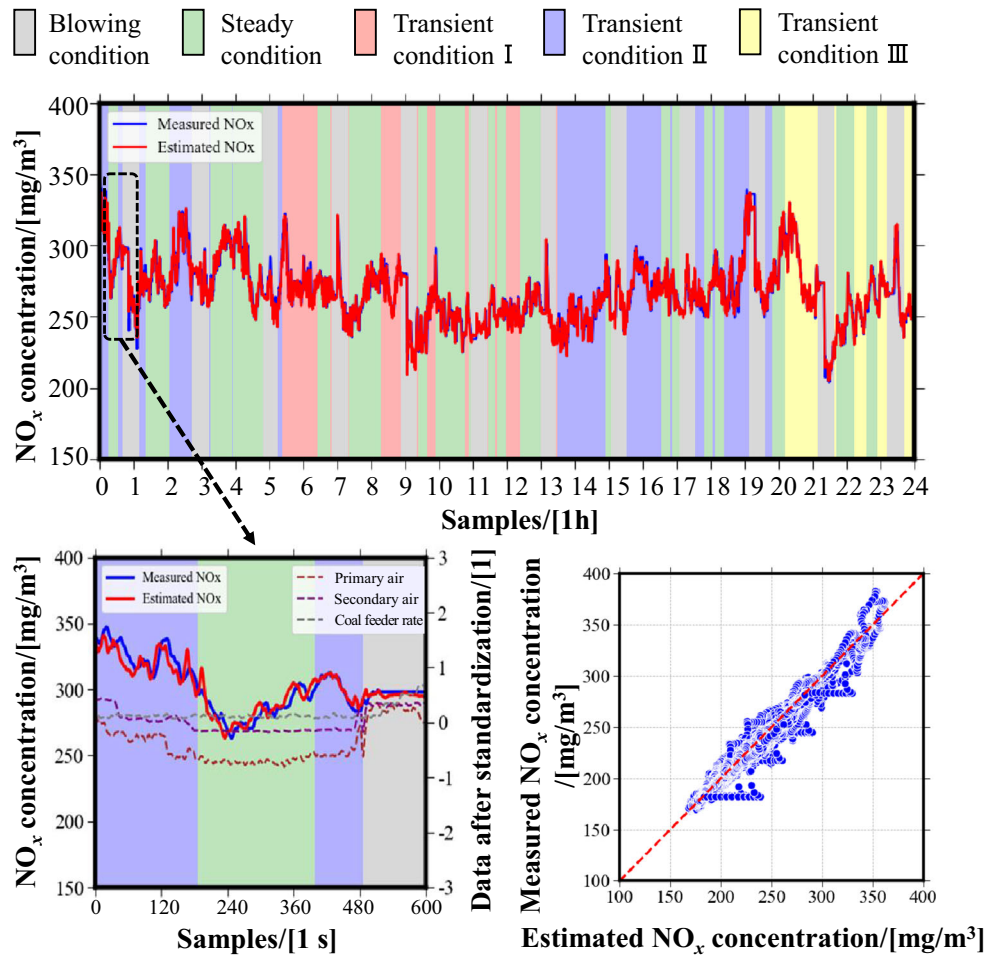 Blowing condition
Steady condition
Transient condition Ⅰ
Transient condition Ⅱ
Transient condition Ⅲ
NOx concentration/[mg/m³]
400
350
300
250
200
150
Measured NOx
Estimated NOx
0 1 2 3 4 5 6 7 8 9 10 11 12 13 14 15 16 17 18 19 20 21 22 23 24
Samples/[1h]
NOx concentration/[mg/m³]
400
350
300
250
200
150
Measured NOx
Estimated NOx
Primary air
Secondary air
Coal feeder rate
3
2
1
0
-1
-2
-3
Data after standardization/[1]
0 120 240 360 480 600
Samples/[1 s]
Measured NOx concentration
/[mg/m³]
400
350
300
250
200
150
100
100 200 250 300 350 400
Estimated NOx concentration/[mg/m³]